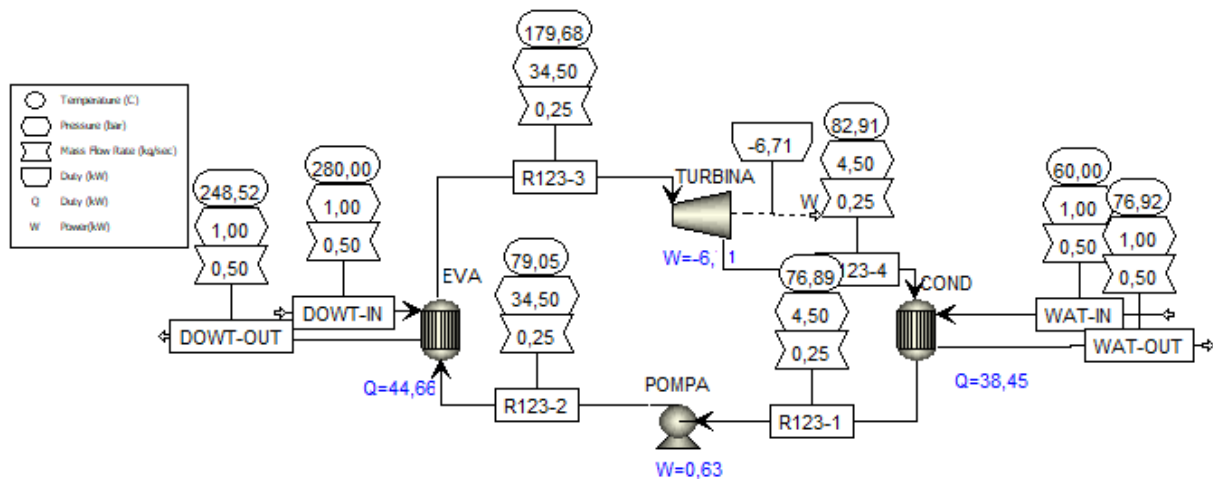 179,68
34,50
0,25
R123-3
Temperature (C)
Pressure (bar)
Mass Flow Rate (kg/sec)
Duty (kW)
Q Duty (kW)
W Power(kW)
248,52
1,00
0,50
DOWT-OUT
280,00
1,00
0,50
DOWT-IN
EVA
Q=44,66
79,05
34,50
0,25
R123-2
TURBINA
-6,71
W
W=-6, 1
82,91
4,50
0,25
123-4
76,89
4,50
0,25
R123-1
POMPA
W=0,63
COND
Q=38,45
60,00
1,00
0,50
WAT-IN
76,92
1,00
0,50
WAT-OUT